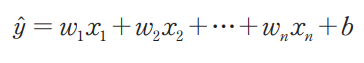 ŷ = w₁x₁ + w₂x₂ + ⋯ + wₙxₙ + b